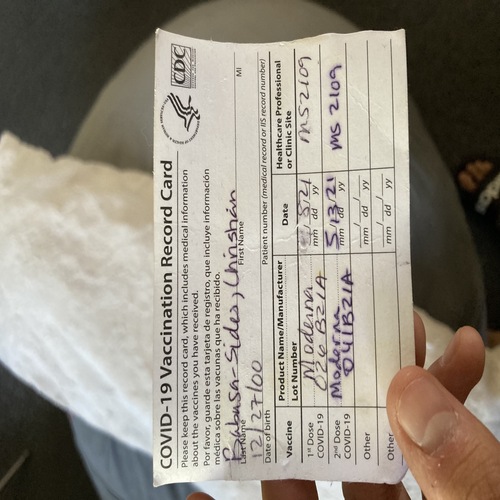 COVID-19 Vaccination Record Card
Please keep this record card, which includes medical information
about the vaccines you have received.
Por favor, guarde esta tarjeta de registro, que incluye información
médica sobre las vacunas que ha recibido.
CDC
Babusa-Sides, Christian
Last Name First Name MI
12/27/00
Date of birth Patient number (medical record or IIS record number)
Vaccine Product Name/Manufacturer Date Healthcare Professional
Lot Number or Clinic Site
1st Dose Moderna 5/21 MS2109
COVID-19 026B21A mm dd yy
2nd Dose Moderna 5/13/21 MS 2109
COVID-19 041B21A mm dd yy
Other / /
mm dd yy
Other / /
mm dd yy